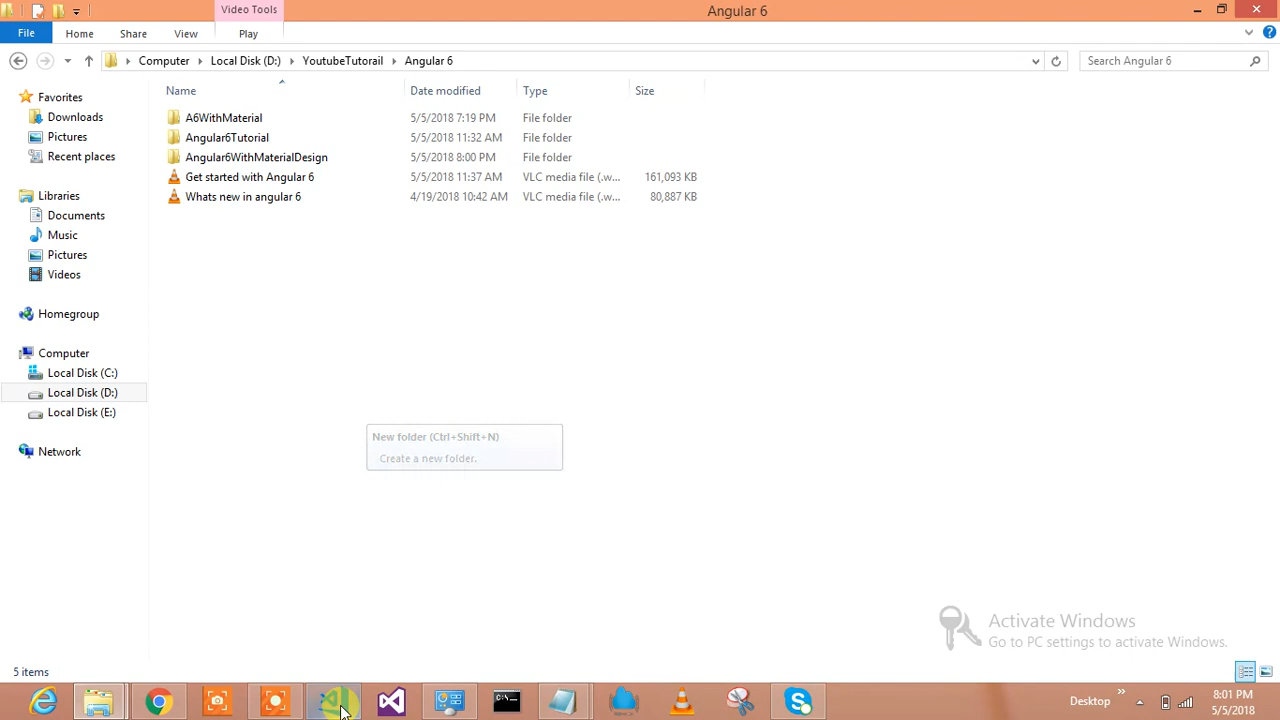 Video Tools
Angular 6
File
Home
Share
View
Play
Computer
Local Disk (D:)
YoutubeTutorail
Angular 6
Search Angular 6
Name
Date modified
Type
Size
Favorites
Downloads
Pictures
Recent places
Libraries
Documents
Music
Pictures
Videos
Homegroup
Computer
Local Disk (C:)
Local Disk (D:)
Local Disk (E:)
Network
A6WithMaterial 5/5/2018 7:19 PM File folder
Angular6Tutorial 5/5/2018 11:32 AM File folder
Angular6WithMaterialDesign 5/5/2018 8:00 PM File folder
Get started with Angular 6 5/5/2018 11:37 AM VLC media file (.w... 161,093 KB
Whats new in angular 6 4/19/2018 10:42 AM VLC media file (.w... 80,887 KB
New folder (Ctrl+Shift+N)
Create a new folder.
Activate Windows
Go to PC settings to activate Windows.
5 items
Desktop
8:01 PM
5/5/2018